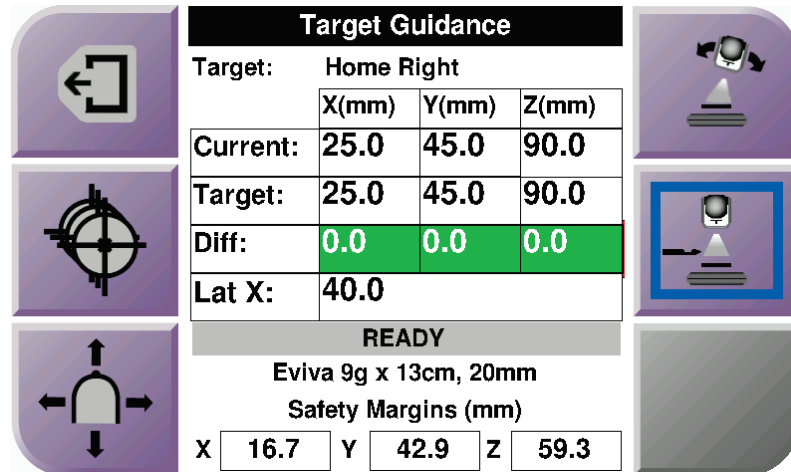 Target Guidance
Target: Home Right
X(mm) Y(mm) Z(mm)
Current: 25.0 45.0 90.0
Target: 25.0 45.0 90.0
Diff: 0.0 0.0 0.0
Lat X: 40.0
READY
Eviva 9g x 13cm, 20mm
Safety Margins (mm)
X 16.7 Y 42.9 Z 59.3